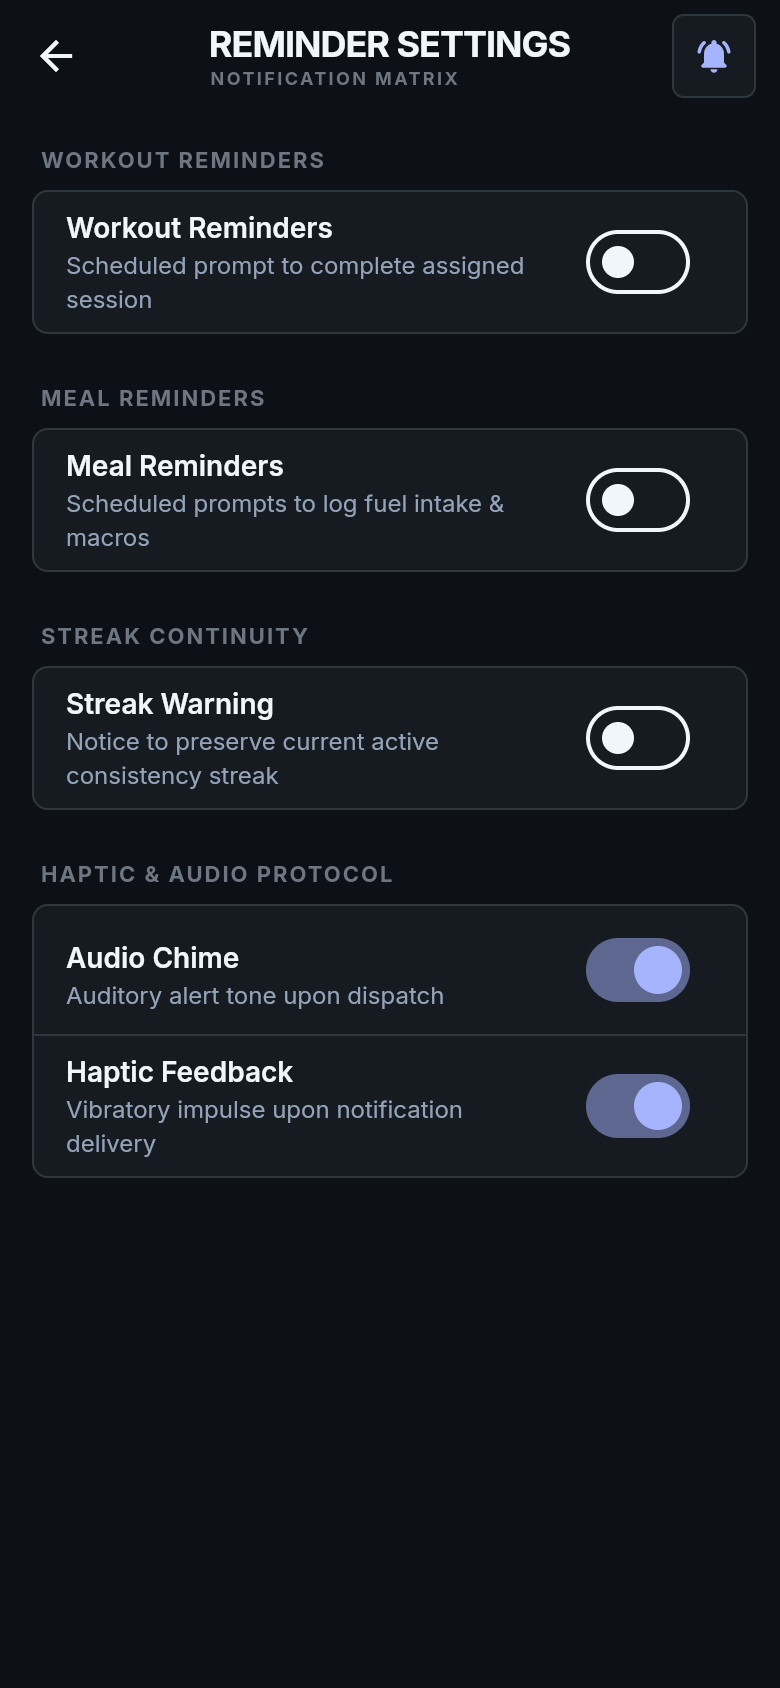 REMINDER SETTINGS
NOTIFICATION MATRIX
WORKOUT REMINDERS
Workout Reminders
Scheduled prompt to complete assigned
session
MEAL REMINDERS
Meal Reminders
Scheduled prompts to log fuel intake &
macros
STREAK CONTINUITY
Streak Warning
Notice to preserve current active
consistency streak
HAPTIC & AUDIO PROTOCOL
Audio Chime
Auditory alert tone upon dispatch
Haptic Feedback
Vibratory impulse upon notification
delivery